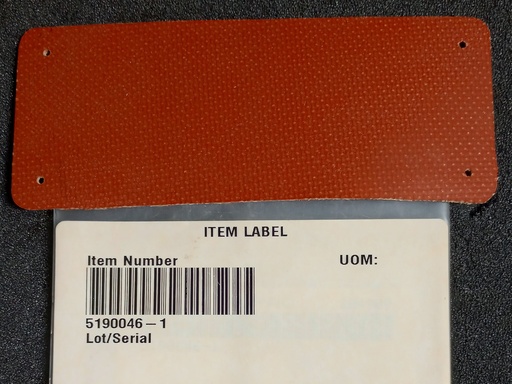 ITEM LABEL
Item Number UOM:
5190046-1
Lot/Serial